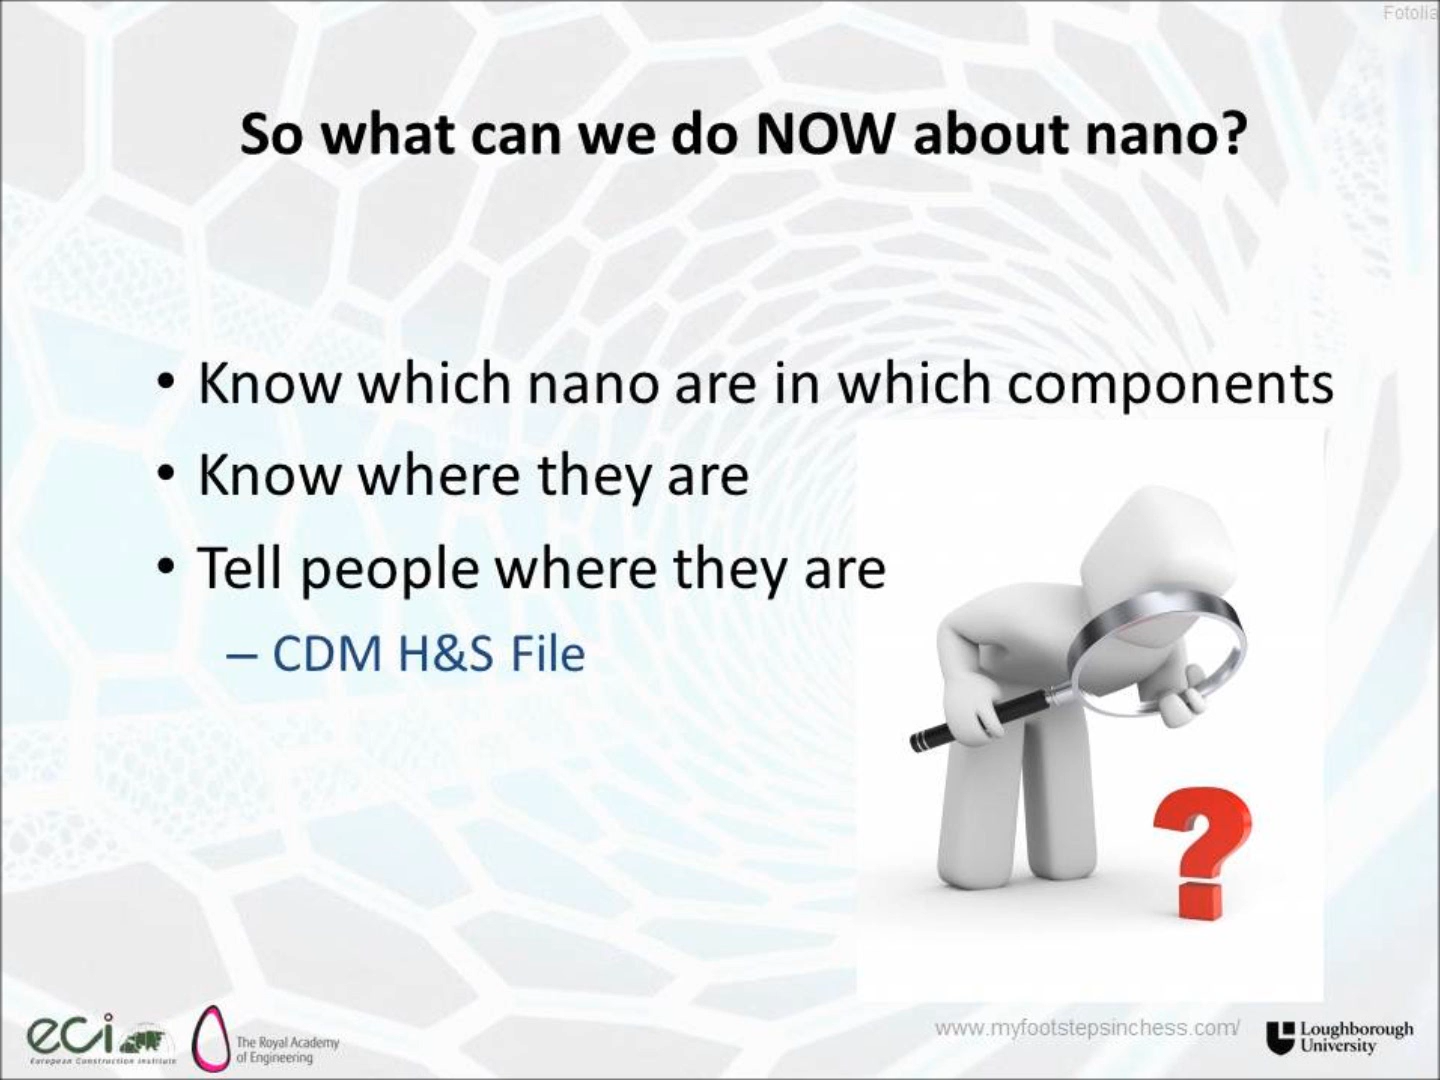 Fotolia
So what can we do NOW about nano?
• Know which nano are in which components
• Know where they are
• Tell people where they are
– CDM H&S File
eci
European Construction Institute
The Royal Academy
of Engineering
www.myfootstepsinchess.com/
Loughborough
University